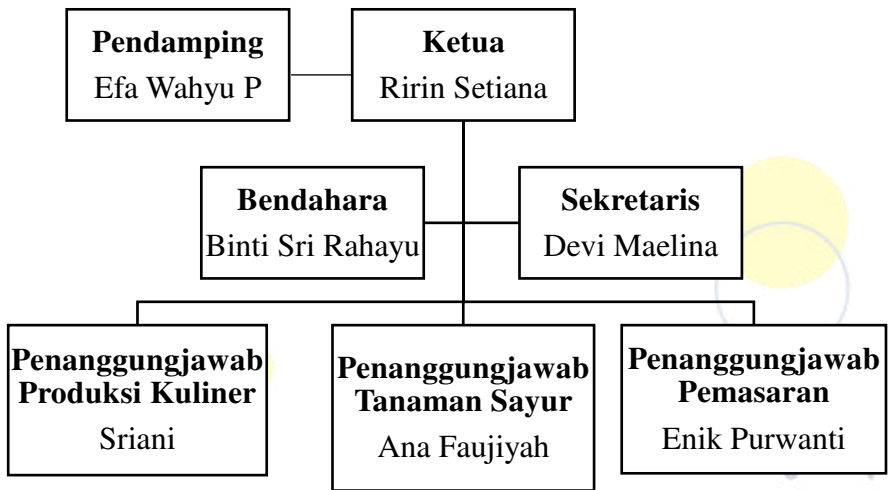 Pendamping
Efa Wahyu P
Ketua
Ririn Setiana
Bendahara
Binti Sri Rahayu
Sekretaris
Devi Maelina
Penanggungjawab
Produksi Kuliner
Sriani
Penanggungjawab
Tanaman Sayur
Ana Faujiyah
Penanggungjawab
Pemasaran
Enik Purwanti